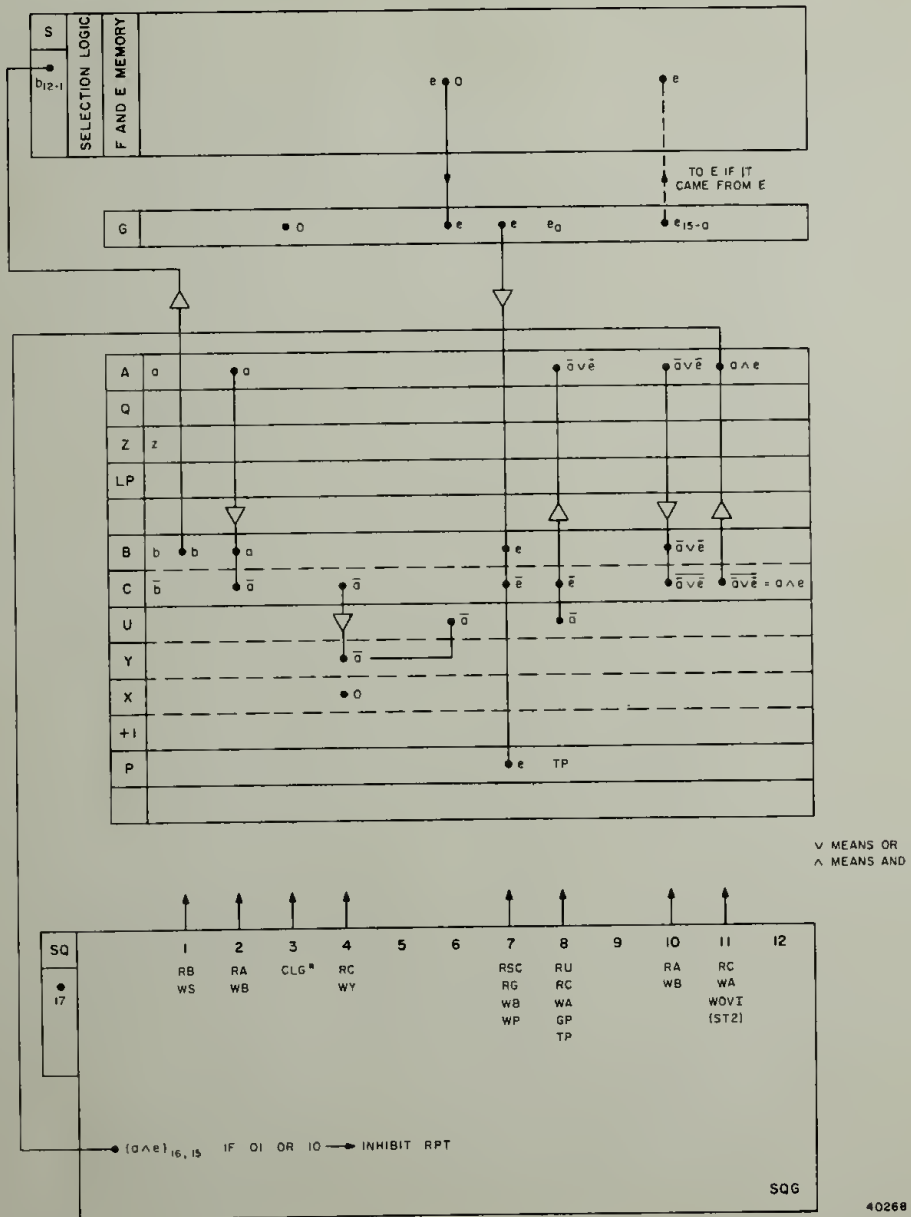 S
b12-1
SELECTION LOGIC
F AND E MEMORY
e 0
e
TO E IF IT
CAME FROM E
G
0
e
e
ea
e15-a
A a a a̅∨e̅ a̅∨e̅ a∧e
Q
Z z
LP
B b b a e a̅∨e̅
C b̅ a̅ a̅ e̅ e̅ a̅∨e̅ a̅∨e̅ = a∧e
U a̅ a̅
Y a̅
X 0
+1
P e TP
∨ MEANS OR
∧ MEANS AND
SQ
17
1 2 3 4 5 6 7 8 9 10 11 12
RB RA CLG* RC RSC RU RA RC
WS WB WY RG RC WB WA
WB WA WOVI
WP GP (ST2)
TP
{a∧e}16,15 IF 01 OR 10 → INHIBIT RPT
SQG
40268